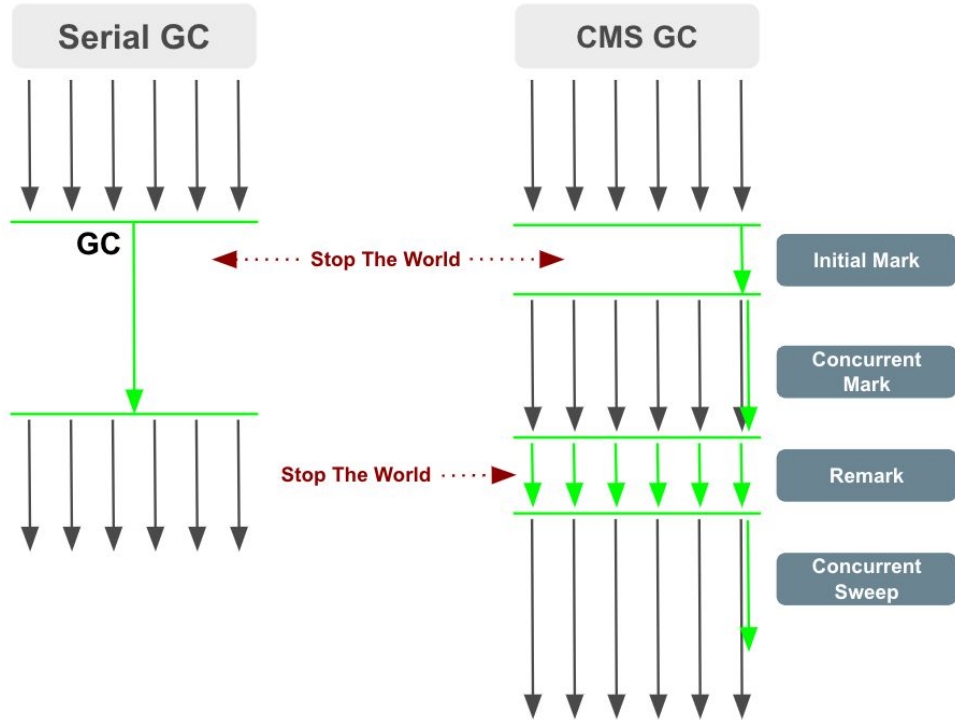 Serial GC
CMS GC
GC
Stop The World
Initial Mark
Concurrent
Mark
Stop The World
Remark
Concurrent
Sweep